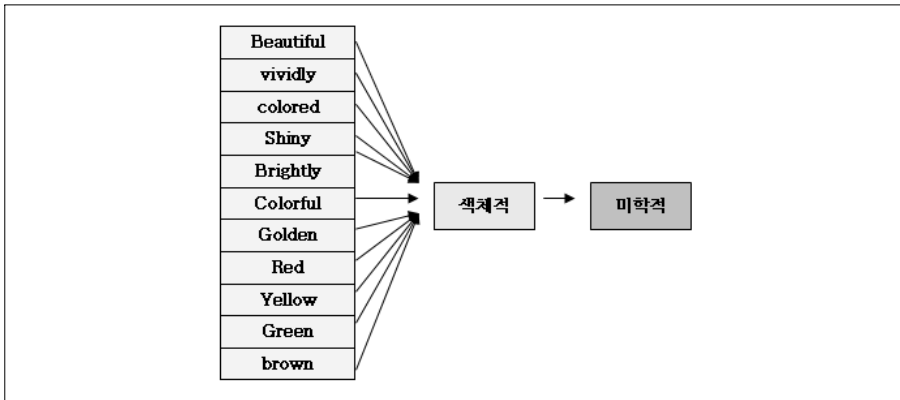 Beautiful
vividly
colored
Shiny
Brightly
Colorful
Golden
Red
Yellow
Green
brown
색체적
미학적